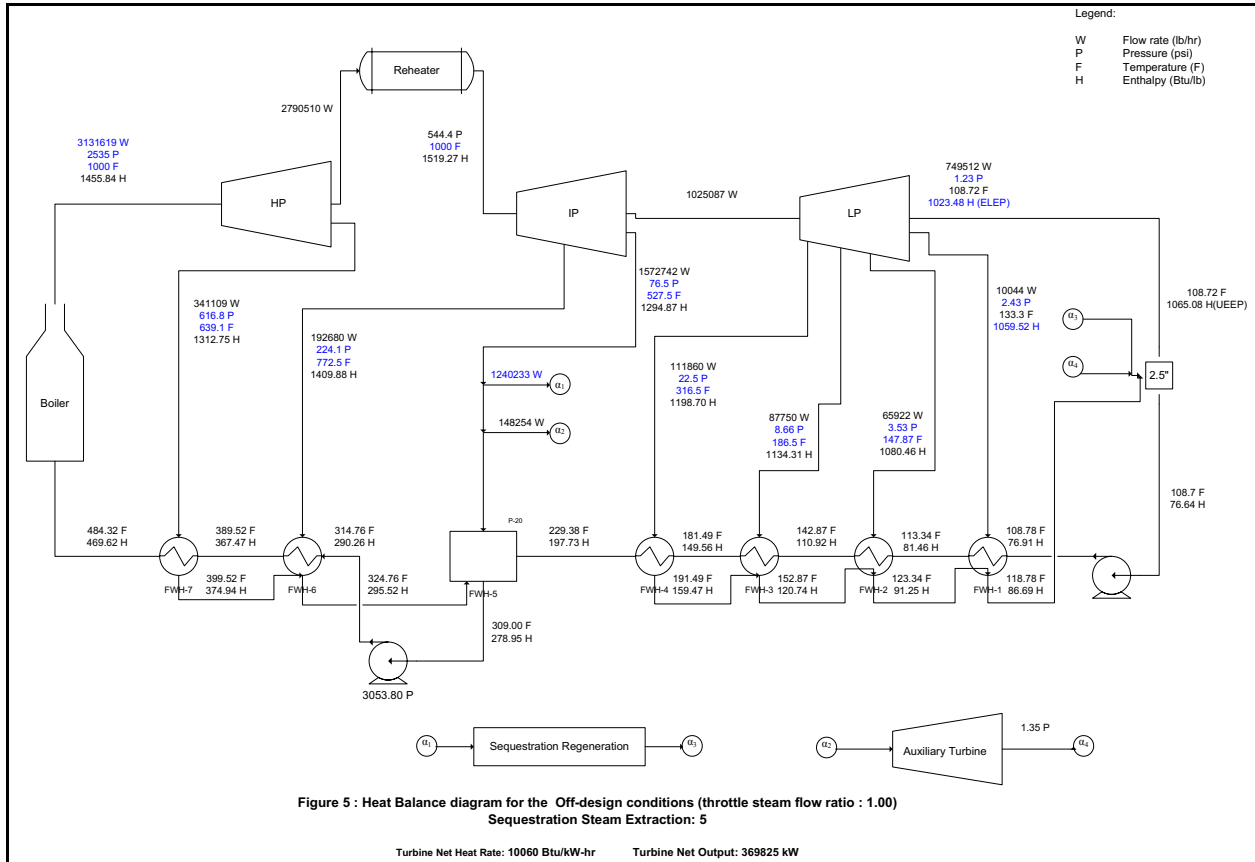 Legend:
W Flow rate (lb/hr)
P Pressure (psi)
F Temperature (F)
H Enthalpy (Btu/lb)
Reheater
2790510 W
3131619 W
2535 P
1000 F
1455.84 H
544.4 P
1000 F
1519.27 H
749512 W
1.23 P
108.72 F
1023.48 H (ELEP)
HP
IP
1025087 W
LP
1572742 W
76.5 P
527.5 F
1294.87 H
341109 W
616.8 P
639.1 F
1312.75 H
192680 W
224.1 P
772.5 F
1409.88 H
10044 W
2.43 P
133.3 F
1059.52 H
108.72 F
1065.08 H(UEEP)
α3
1240233 W
α1
111860 W
22.5 P
316.5 F
1198.70 H
α4
2.5"
Boiler
148254 W
α2
87750 W
8.66 P
186.5 F
1134.31 H
65922 W
3.53 P
147.87 F
1080.46 H
108.7 F
76.64 H
P-20
484.32 F
469.62 H
389.52 F
367.47 H
314.76 F
290.26 H
229.38 F
197.73 H
181.49 F
149.56 H
142.87 F
110.92 H
113.34 F
81.46 H
108.78 F
76.91 H
FWH-7
399.52 F
374.94 H
FWH-6
324.76 F
295.52 H
FWH-5
FWH-4
191.49 F
159.47 H
FWH-3
152.87 F
120.74 H
FWH-2
123.34 F
91.25 H
FWH-1
118.78 F
86.69 H
309.00 F
278.95 H
3053.80 P
α1
Sequestration Regeneration
α3
α2
Auxiliary Turbine
1.35 P
α4
Figure 5 : Heat Balance diagram for the Off-design conditions (throttle steam flow ratio : 1.00)
Sequestration Steam Extraction: 5
Turbine Net Heat Rate: 10060 Btu/kW-hr Turbine Net Output: 369825 kW